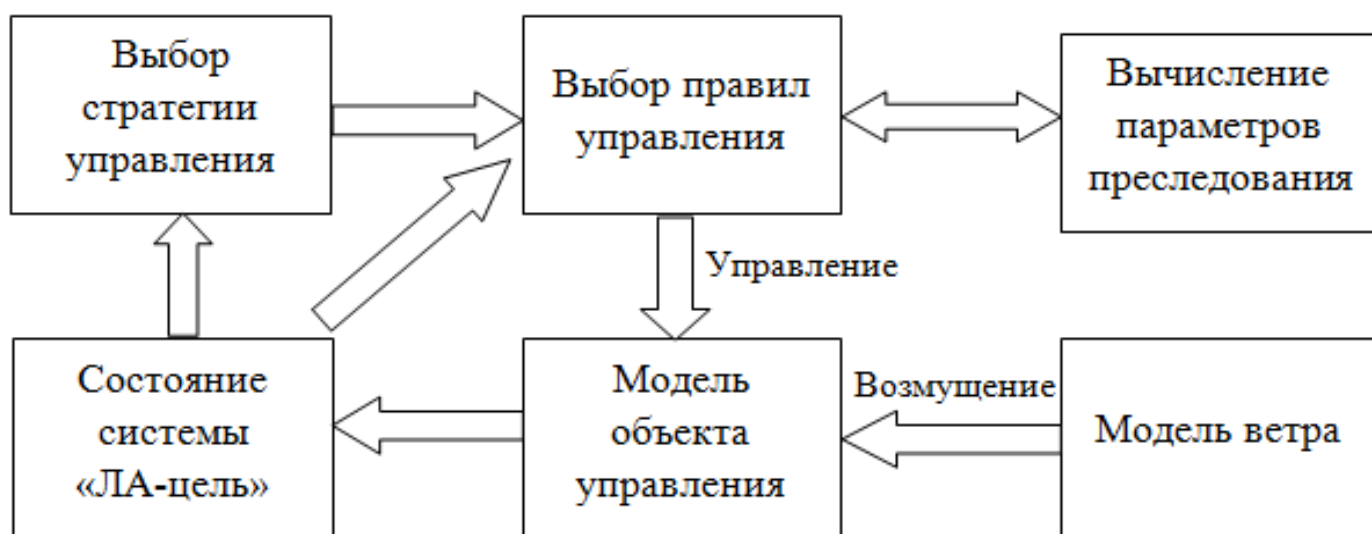 Выбор
стратегии
управления
Выбор правил
управления
Вычисление
параметров
преследования
Управление
Состояние
системы
«ЛА-цель»
Модель
объекта
управления
Возмущение
Модель ветра